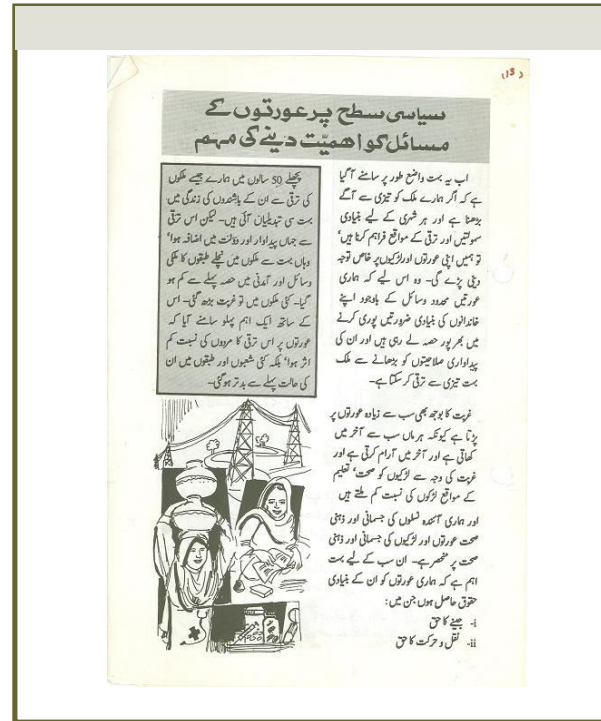 (13)
سیاسی سطح پر عورتوں کے
مسائل کو اھمیّت دینے کی مہم
اب یہ بہت واضع طور پر سامنے آگیا
ہے کہ اگر ہمارے ملک کو تیزی سے آگے
بڑھنا ہے اور ہر شہری کے لیے بنیادی
سہولتیں اور ترقی کے مواقع فراہم کرنا ہیں‘
تو ہمیں اپنی عورتوں اور لڑکیوں پر خاص توجہ
دینی پڑے گی۔ وہ اس لیے کہ ہماری
عورتیں محدود وسائل کے باوجود اپنے
خاندانوں کی بنیادی ضرورتیں پوری کرنے
میں بھرپور حصہ لے رہی ہیں اور ان کی
پیداواری صلاحیتوں کو بڑھانے سے ملک
بہت تیزی سے ترقی کر سکتا ہے۔
غربت کا بوجھ بھی سب سے زیادہ عورتوں پر
پڑتا ہے کیونکہ ہر ماں سب سے آخر میں
کھاتی ہے اور آخر میں آرام کرتی ہے اور
غربت کی وجہ سے لڑکیوں کو صحت‘ تعلیم
کے مواقع لڑکوں کی نسبت کم ملتے ہیں
اور ہماری آئندہ نسلوں کی جسمانی اور ذہنی
صحت عورتوں اور لڑکیوں کی جسمانی اور ذہنی
صحت پر منحصر ہے۔ ان سب کے لیے بہت
اہم ہے کہ ہماری عورتوں کو ان کے بنیادی
حقوق حاصل ہوں جن میں:
i- جینے کا حق
ii- نقل و حرکت کا حق
پچھلے 50 سالوں میں ہمارے جیسے ملکوں
کی ترقی سے ان کے باشندوں کی زندگی میں
بہت سی تبدیلیاں آئی ہیں۔ لیکن اس ترقی
سے جہاں پیداوار اور دولت میں اضافہ ہوا‘
وہاں بہت سے ملکوں میں نچلے طبقوں کا ملکی
وسائل اور آمدنی میں حصہ پہلے سے کم ہو
گیا۔ کئی ملکوں میں تو غربت بڑھ گئی۔ اس
کے ساتھ ایک اہم پہلو سامنے آیا کہ
عورتوں پر اس ترقی کا مردوں کی نسبت کم
اثر ہوا‘ بلکہ کئی شعبوں اور طبقوں میں ان
کی حالت پہلے سے بدتر ہوگئی۔